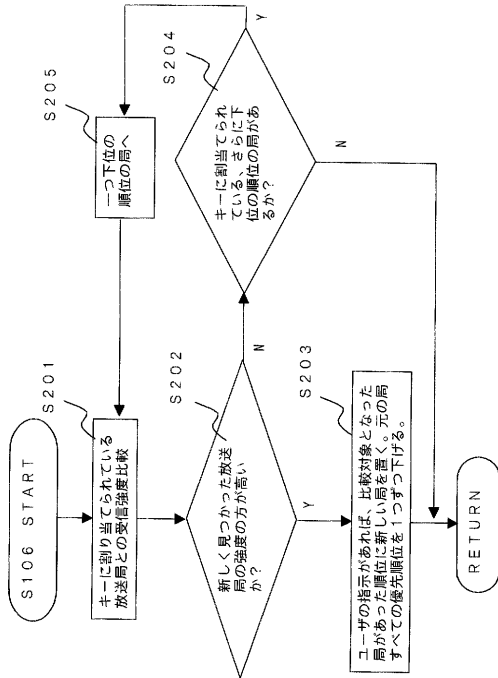 S106 START
S201
キーに割り当てられている
放送局との受信強度比較
S202
新しく見つかった放送
局の強度の方が高い
か？
Y
N
S203
ユーザの指示があれば、比較対象となった
局があった順位に新しい局を置く。元の局
すべての優先順位を１つずつ下げる。
RETURN
S204
キーに割当てられ
ている、さらに下
位の順位の局があ
るか？
Y
N
S205
一つ下位の
順位の局へ